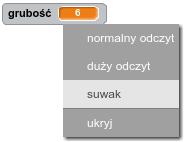 grubość 6
normalny odczyt
duży odczyt
suwak
ukryj